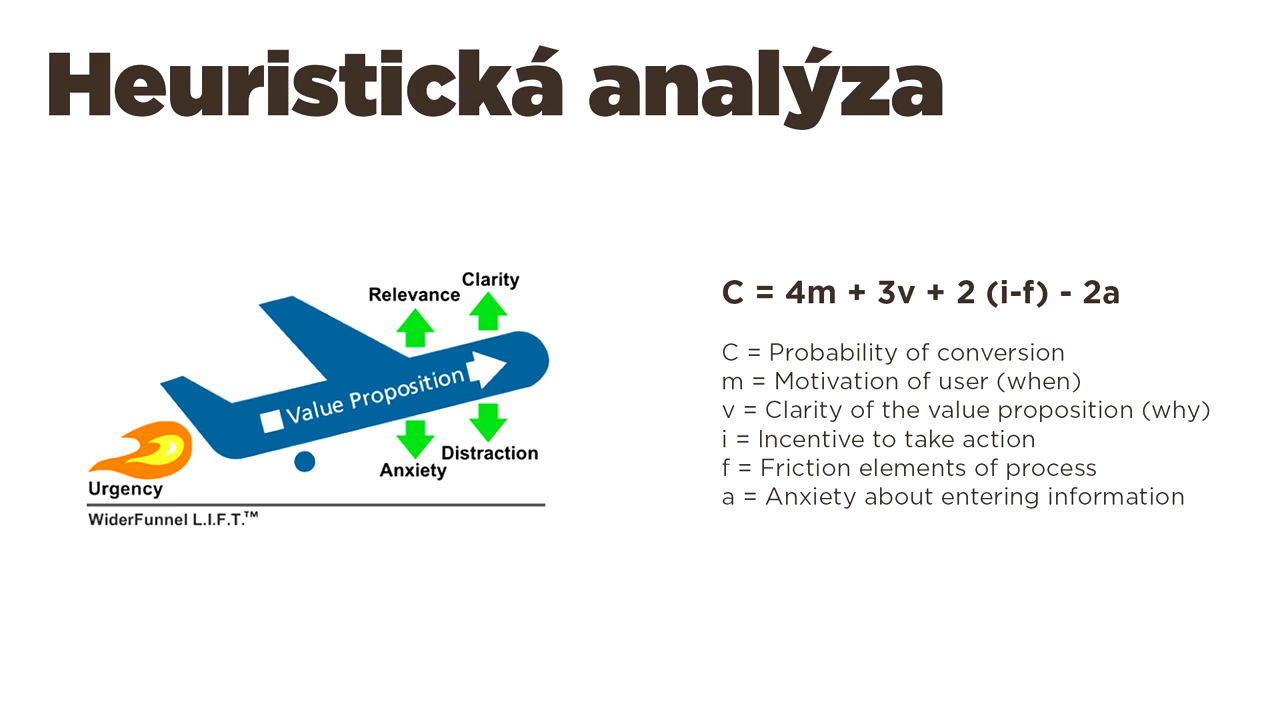 Heuristická analýza
Clarity
Relevance
Value Proposition
Distraction
Anxiety
Urgency
WiderFunnel L.I.F.T.™
C = 4m + 3v + 2 (i-f) - 2a
C = Probability of conversion
m = Motivation of user (when)
v = Clarity of the value proposition (why)
i = Incentive to take action
f = Friction elements of process
a = Anxiety about entering information